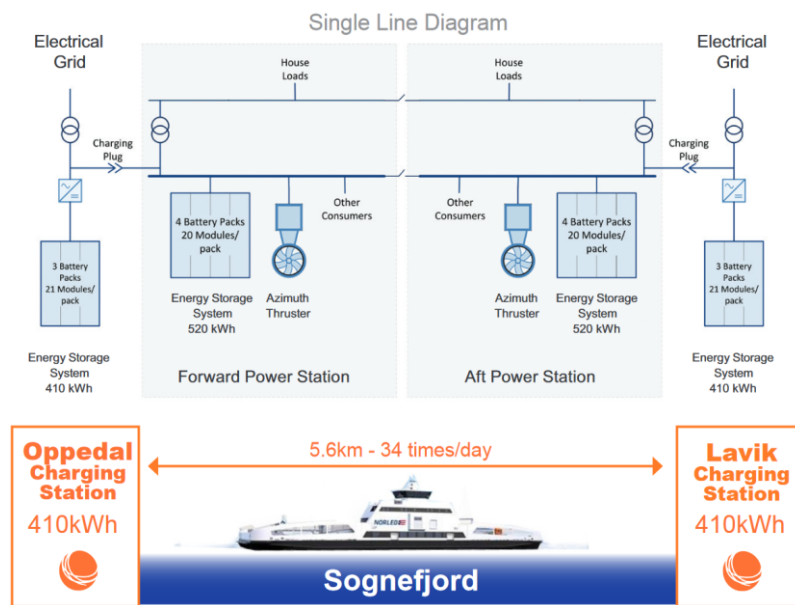 Single Line Diagram
Electrical
Grid
House
Loads
House
Loads
Electrical
Grid
Charging
Plug
Charging
Plug
4 Battery Packs
20 Modules/
pack
Other
Consumers
Other
Consumers
4 Battery Packs
20 Modules/
pack
3 Battery
Packs
21 Modules/
pack
3 Battery
Packs
21 Modules/
pack
Energy Storage
System
520 kWh
Azimuth
Thruster
Azimuth
Thruster
Energy Storage
System
520 kWh
Energy Storage
System
410 kWh
Forward Power Station
Aft Power Station
Energy Storage
System
410 kWh
Oppedal
Charging
Station
410kWh
5.6km - 34 times/day
NORLED
Sognefjord
Lavik
Charging
Station
410kWh